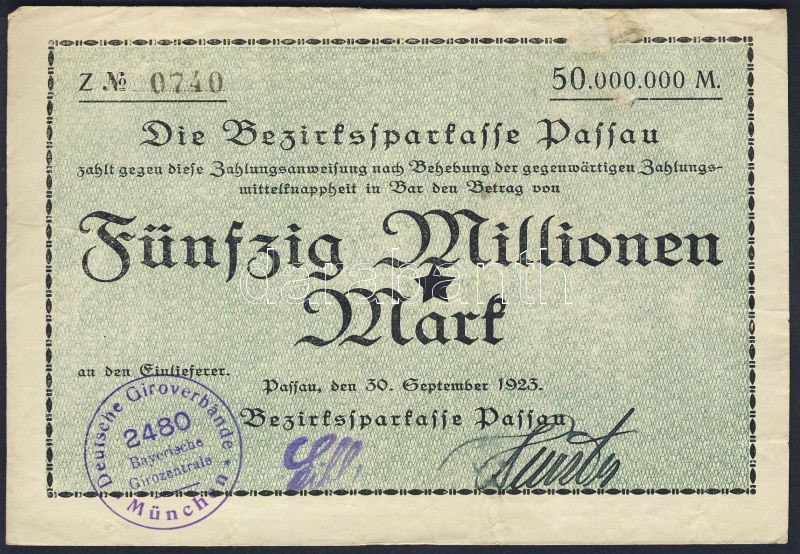 Z № 0740
50.000.000 M.
Die Bezirkssparkasse Passau
zahlt gegen diese Zahlungsanweisung nach Behebung der gegenwärtigen Zahlungs-
mittelknappheit in Bar den Betrag von
Fünfzig Millionen
Mark
an den Einlieferer.
Passau, den 30. September 1923.
Bezirkssparkasse Passau
Deutsche Giroverbände
2480
Bayerische
Girozentrale
München
darabanth